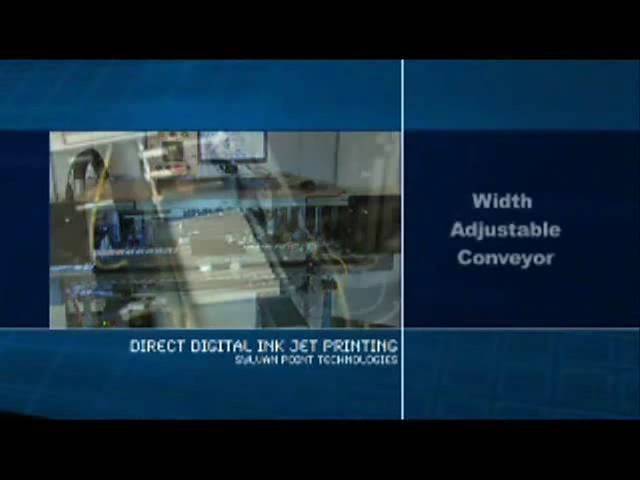 Width
Adjustable
Conveyor
DIRECT DIGITAL INK JET PRINTING
SYLVAN POINT TECHNOLOGIES